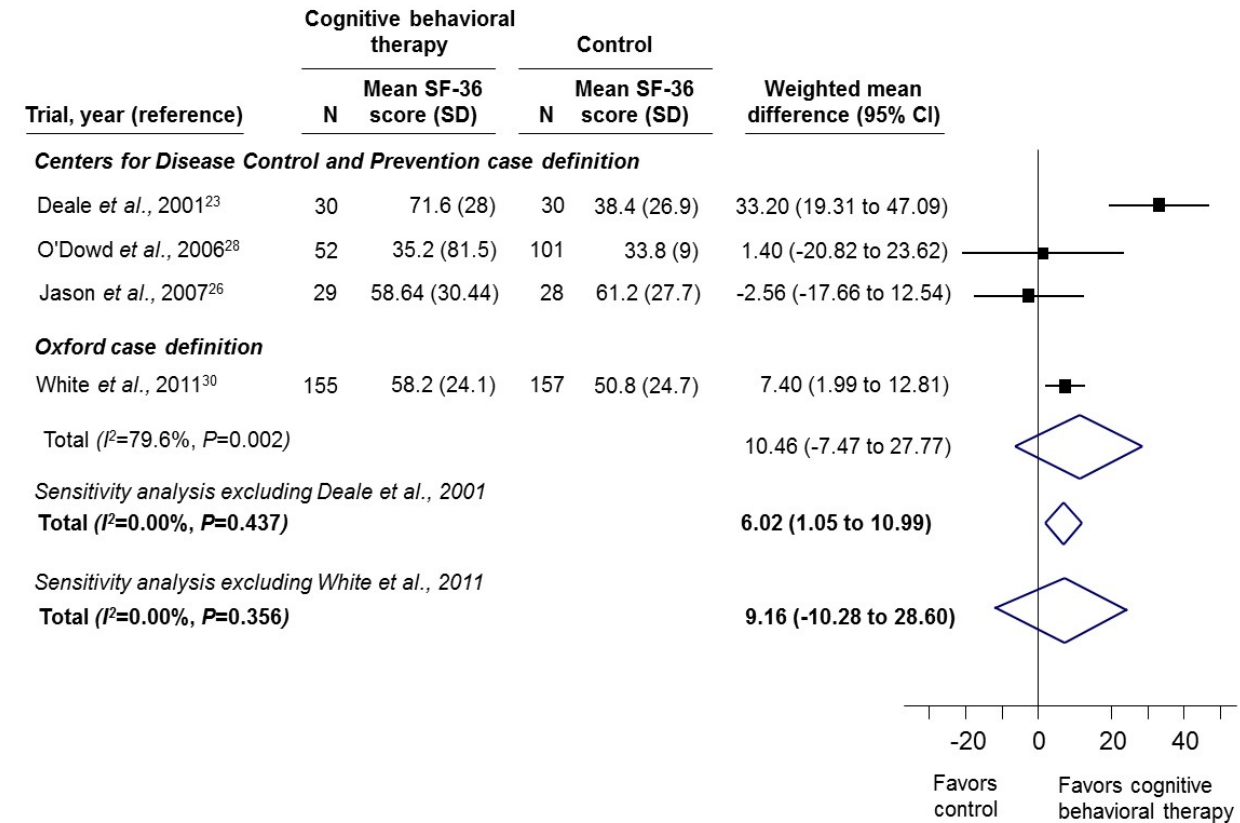 Cognitive behavioral
therapy
Control
Trial, year (reference)
N
Mean SF-36
score (SD)
N
Mean SF-36
score (SD)
Weighted mean
difference (95% CI)
Centers for Disease Control and Prevention case definition
Deale et al., 2001²³ 30 71.6 (28) 30 38.4 (26.9) 33.20 (19.31 to 47.09)
O'Dowd et al., 2006²⁸ 52 35.2 (81.5) 101 33.8 (9) 1.40 (-20.82 to 23.62)
Jason et al., 2007²⁶ 29 58.64 (30.44) 28 61.2 (27.7) -2.56 (-17.66 to 12.54)
Oxford case definition
White et al., 2011³⁰ 155 58.2 (24.1) 157 50.8 (24.7) 7.40 (1.99 to 12.81)
Total (I²=79.6%, P=0.002) 10.46 (-7.47 to 27.77)
Sensitivity analysis excluding Deale et al., 2001
Total (I²=0.00%, P=0.437) 6.02 (1.05 to 10.99)
Sensitivity analysis excluding White et al., 2011
Total (I²=0.00%, P=0.356) 9.16 (-10.28 to 28.60)
-20 0 20 40
Favors
control
Favors cognitive
behavioral therapy